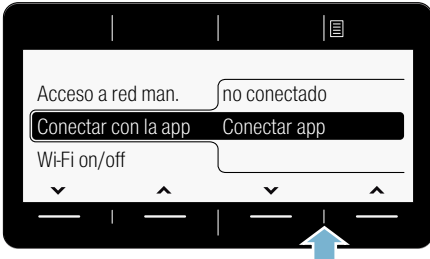 Acceso a red man. no conectado
Conectar con la app Conectar app
Wi-Fi on/off